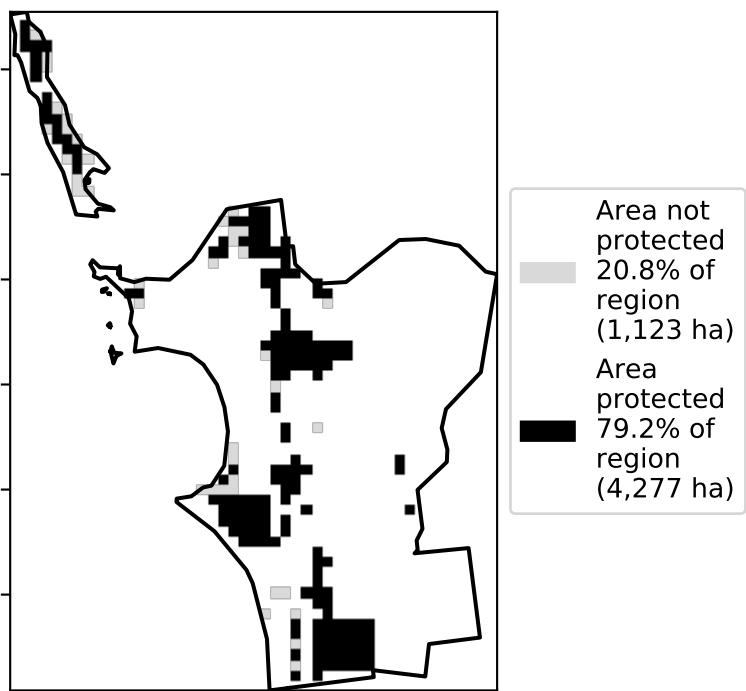 Area not
protected
20.8% of
region
(1,123 ha)
Area
protected
79.2% of
region
(4,277 ha)